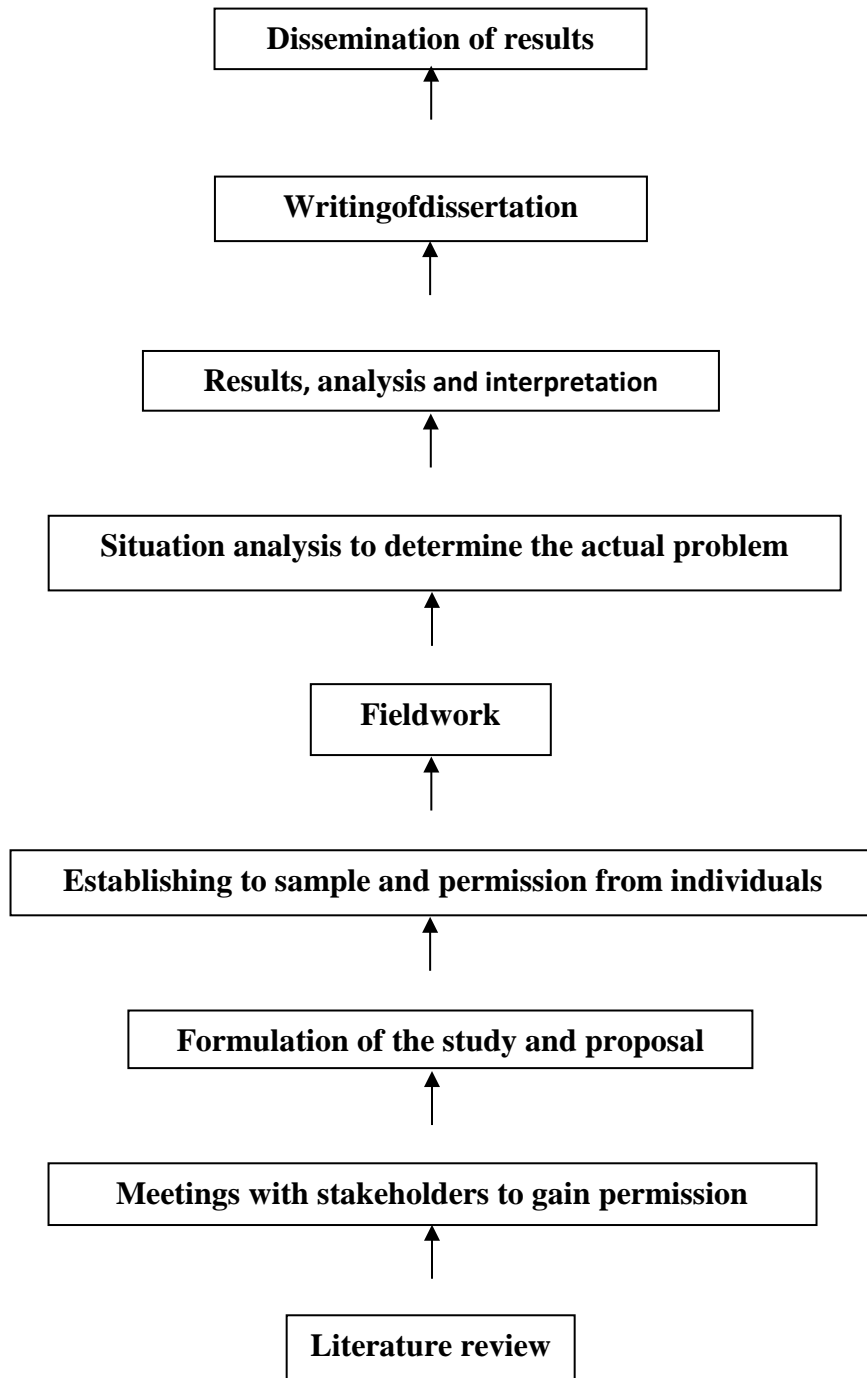 Dissemination of results
Writingofdissertation
Results, analysis and interpretation
Situation analysis to determine the actual problem
Fieldwork
Establishing to sample and permission from individuals
Formulation of the study and proposal
Meetings with stakeholders to gain permission
Literature review